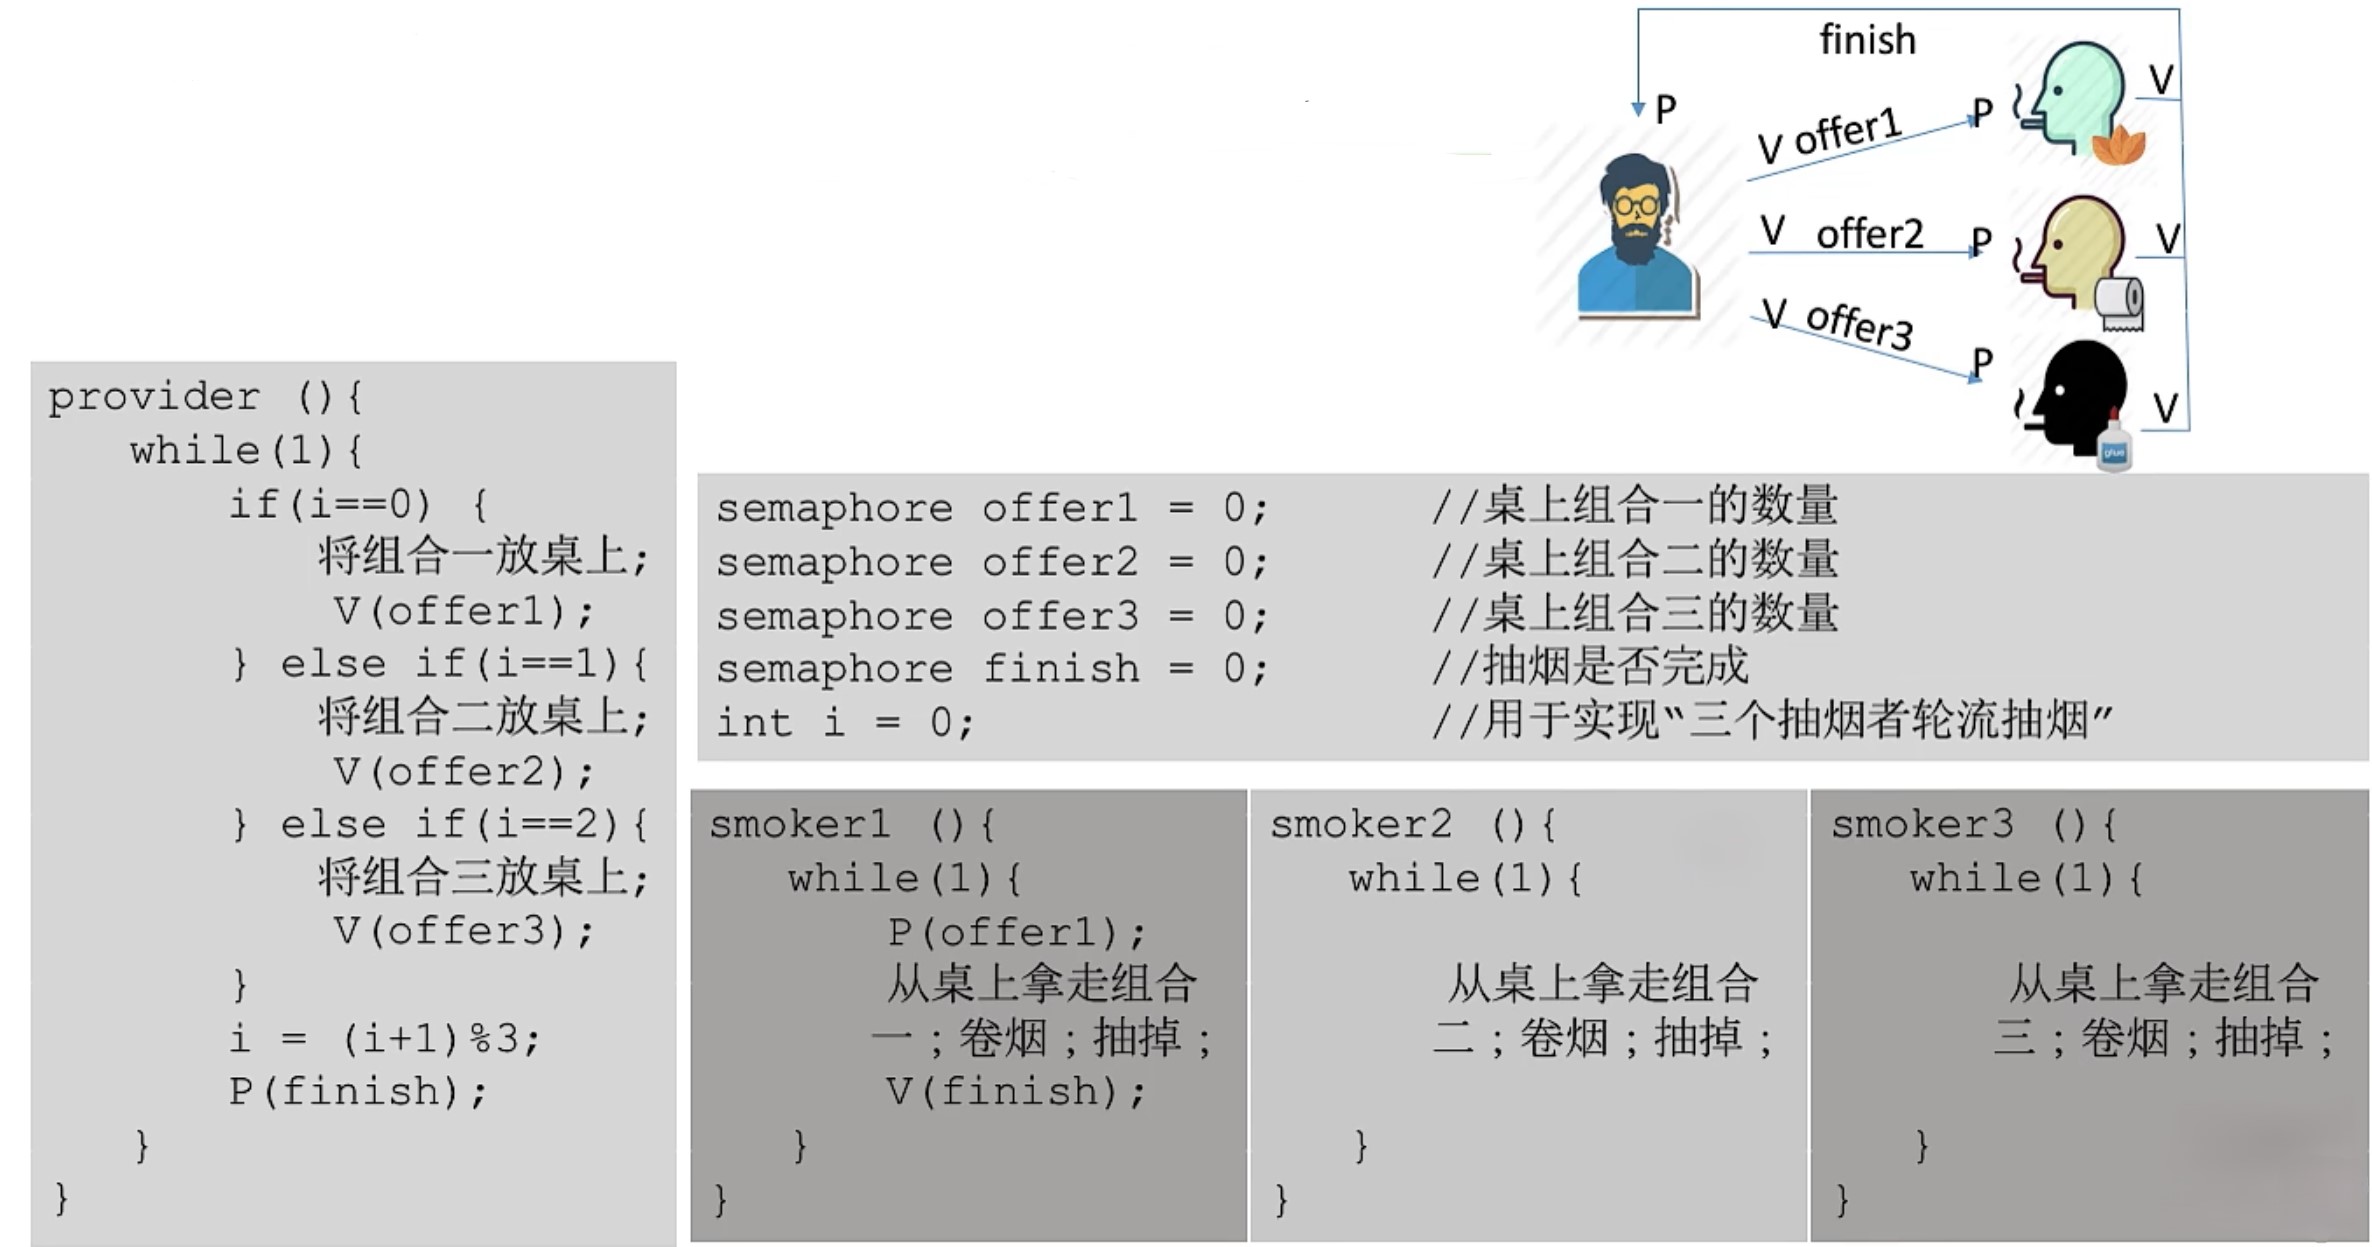 finish
P
V offer1 P V
V offer2 P V
V offer3 P V
glue
provider (){
while(1){
if(i==0) {
将组合一放桌上;
V(offer1);
} else if(i==1){
将组合二放桌上;
V(offer2);
} else if(i==2){
将组合三放桌上;
V(offer3);
}
i = (i+1)%3;
P(finish);
}
}
semaphore offer1 = 0; //桌上组合一的数量
semaphore offer2 = 0; //桌上组合二的数量
semaphore offer3 = 0; //桌上组合三的数量
semaphore finish = 0; //抽烟是否完成
int i = 0; //用于实现“三个抽烟者轮流抽烟”
smoker1 (){
while(1){
P(offer1);
从桌上拿走组合
一；卷烟；抽掉；
V(finish);
}
}
smoker2 (){
while(1){
从桌上拿走组合
二；卷烟；抽掉；
}
}
smoker3 (){
while(1){
从桌上拿走组合
三；卷烟；抽掉；
}
}